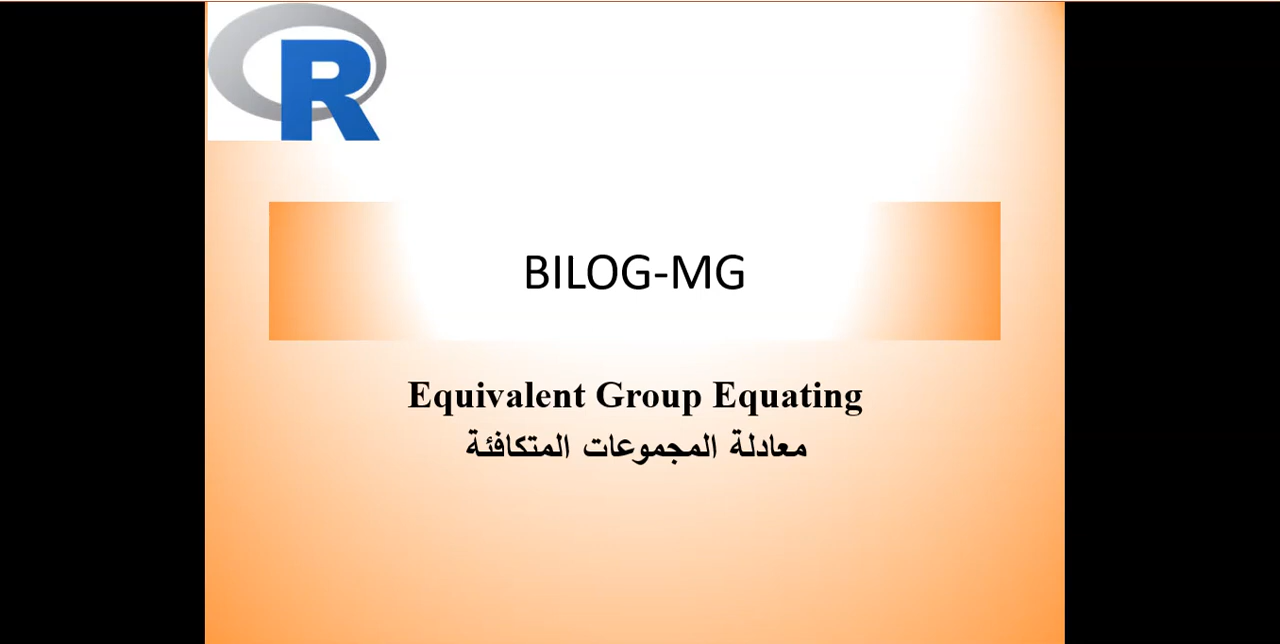 R
BILOG-MG
Equivalent Group Equating
معادلة المجموعات المتكافئة